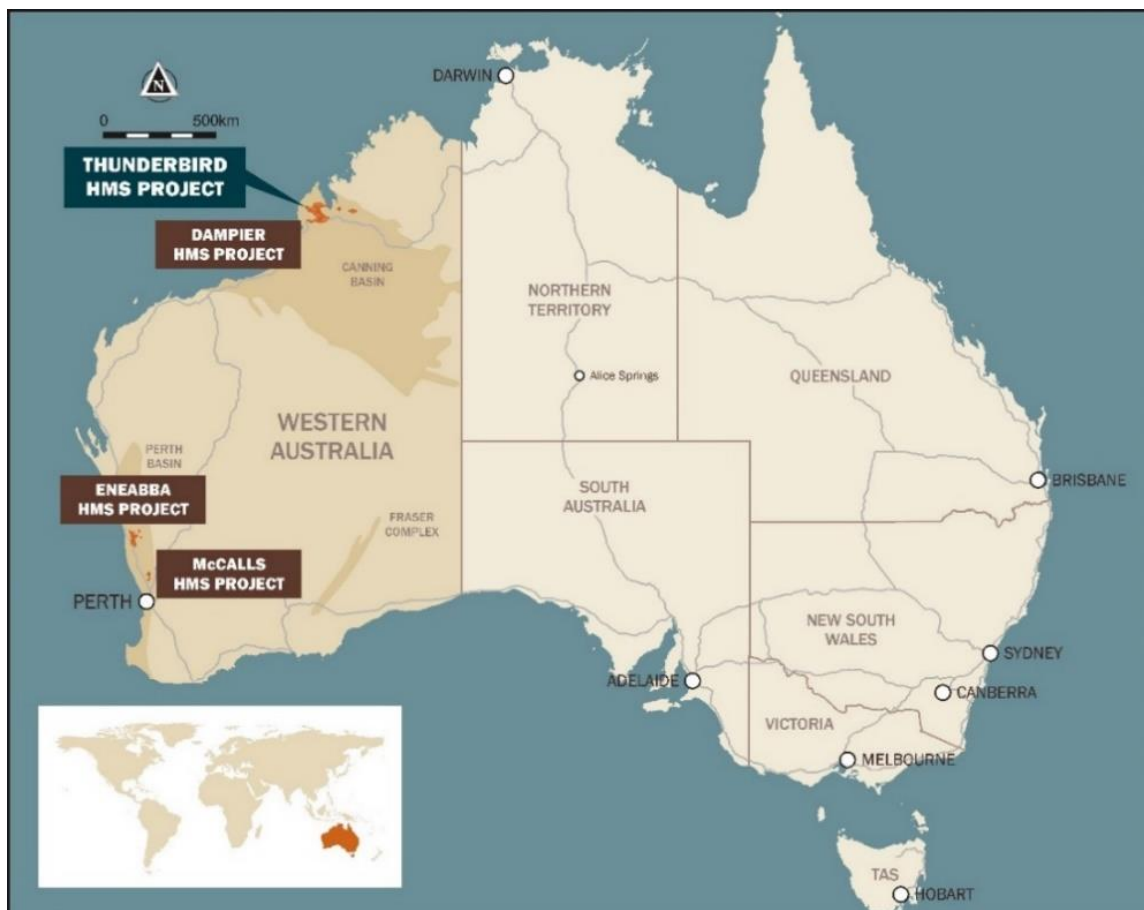 DARWIN
N
0 500km
THUNDERBIRD
HMS PROJECT
DAMPIER
HMS PROJECT
CANNING
BASIN
NORTHERN
TERRITORY
Alice Springs
QUEENSLAND
WESTERN
AUSTRALIA
PERTH
BASIN
ENEABBA
HMS PROJECT
SOUTH
AUSTRALIA
BRISBANE
FRASER
COMPLEX
McCALLS
HMS PROJECT
PERTH
NEW SOUTH
WALES
SYDNEY
ADELAIDE
CANBERRA
VICTORIA
MELBOURNE
TAS
HOBART